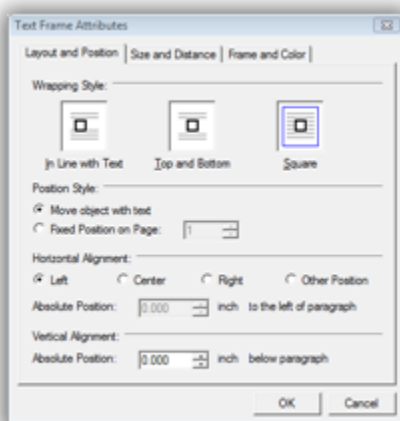 Text Frame Attributes
Layout and Position Size and Distance Frame and Color
Wrapping Style:
In Line with Text Top and Bottom Square
Position Style:
Move object with text
Fixed Position on Page: 1
Horizontal Alignment:
Left Center Right Other Position
Absolute Position: 0.000 inch to the left of paragraph
Vertical Alignment:
Absolute Position: 0.000 inch below paragraph
OK Cancel